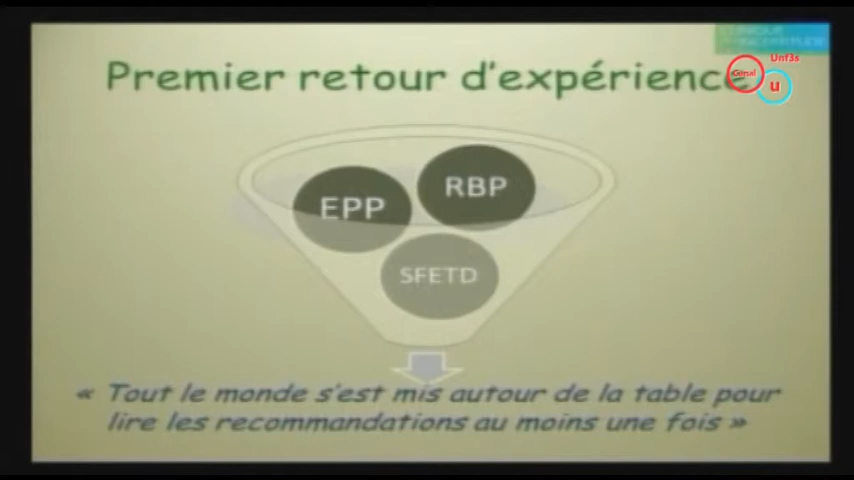 Premier retour d'expérience
Unf3s
u
EPP
RBP
SFETD
« Tout le monde s'est mis autour de la table pour
lire les recommandations au moins une fois »